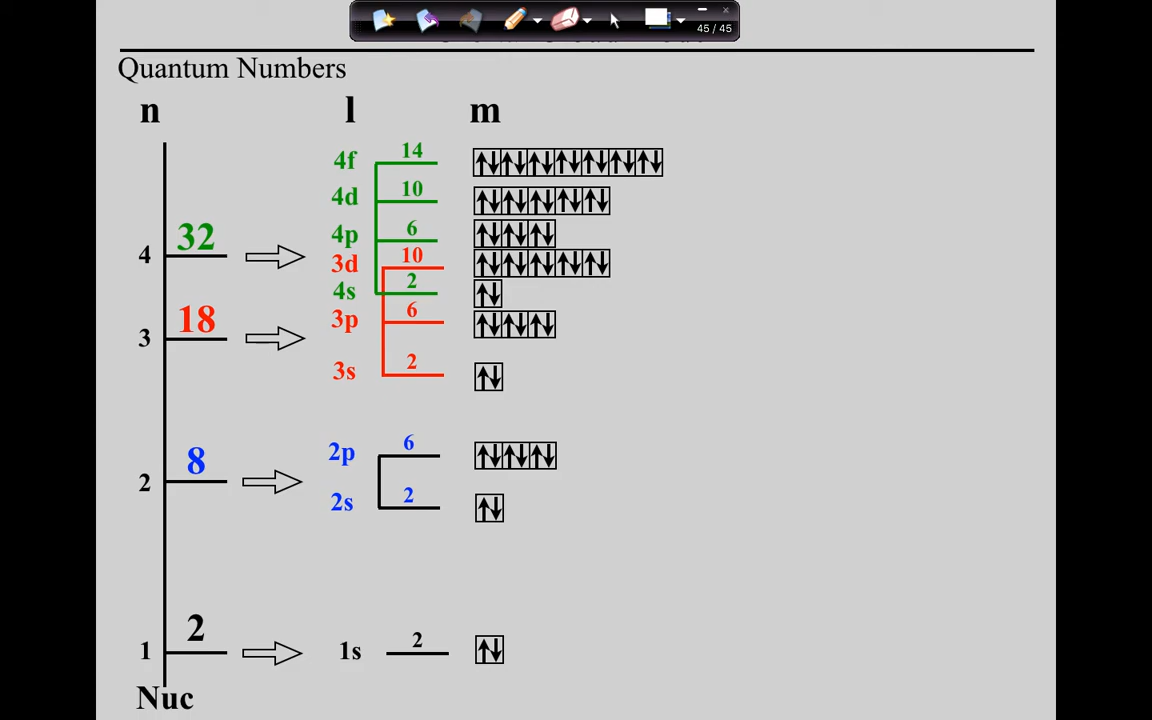 45 / 45
Quantum Numbers
n l m
4f 14
4d 10
4 32 4p 6
3d 10
4s 2
3 18 3p 6
3s 2
2 8 2p 6
2s 2
1 2 1s 2
Nuc